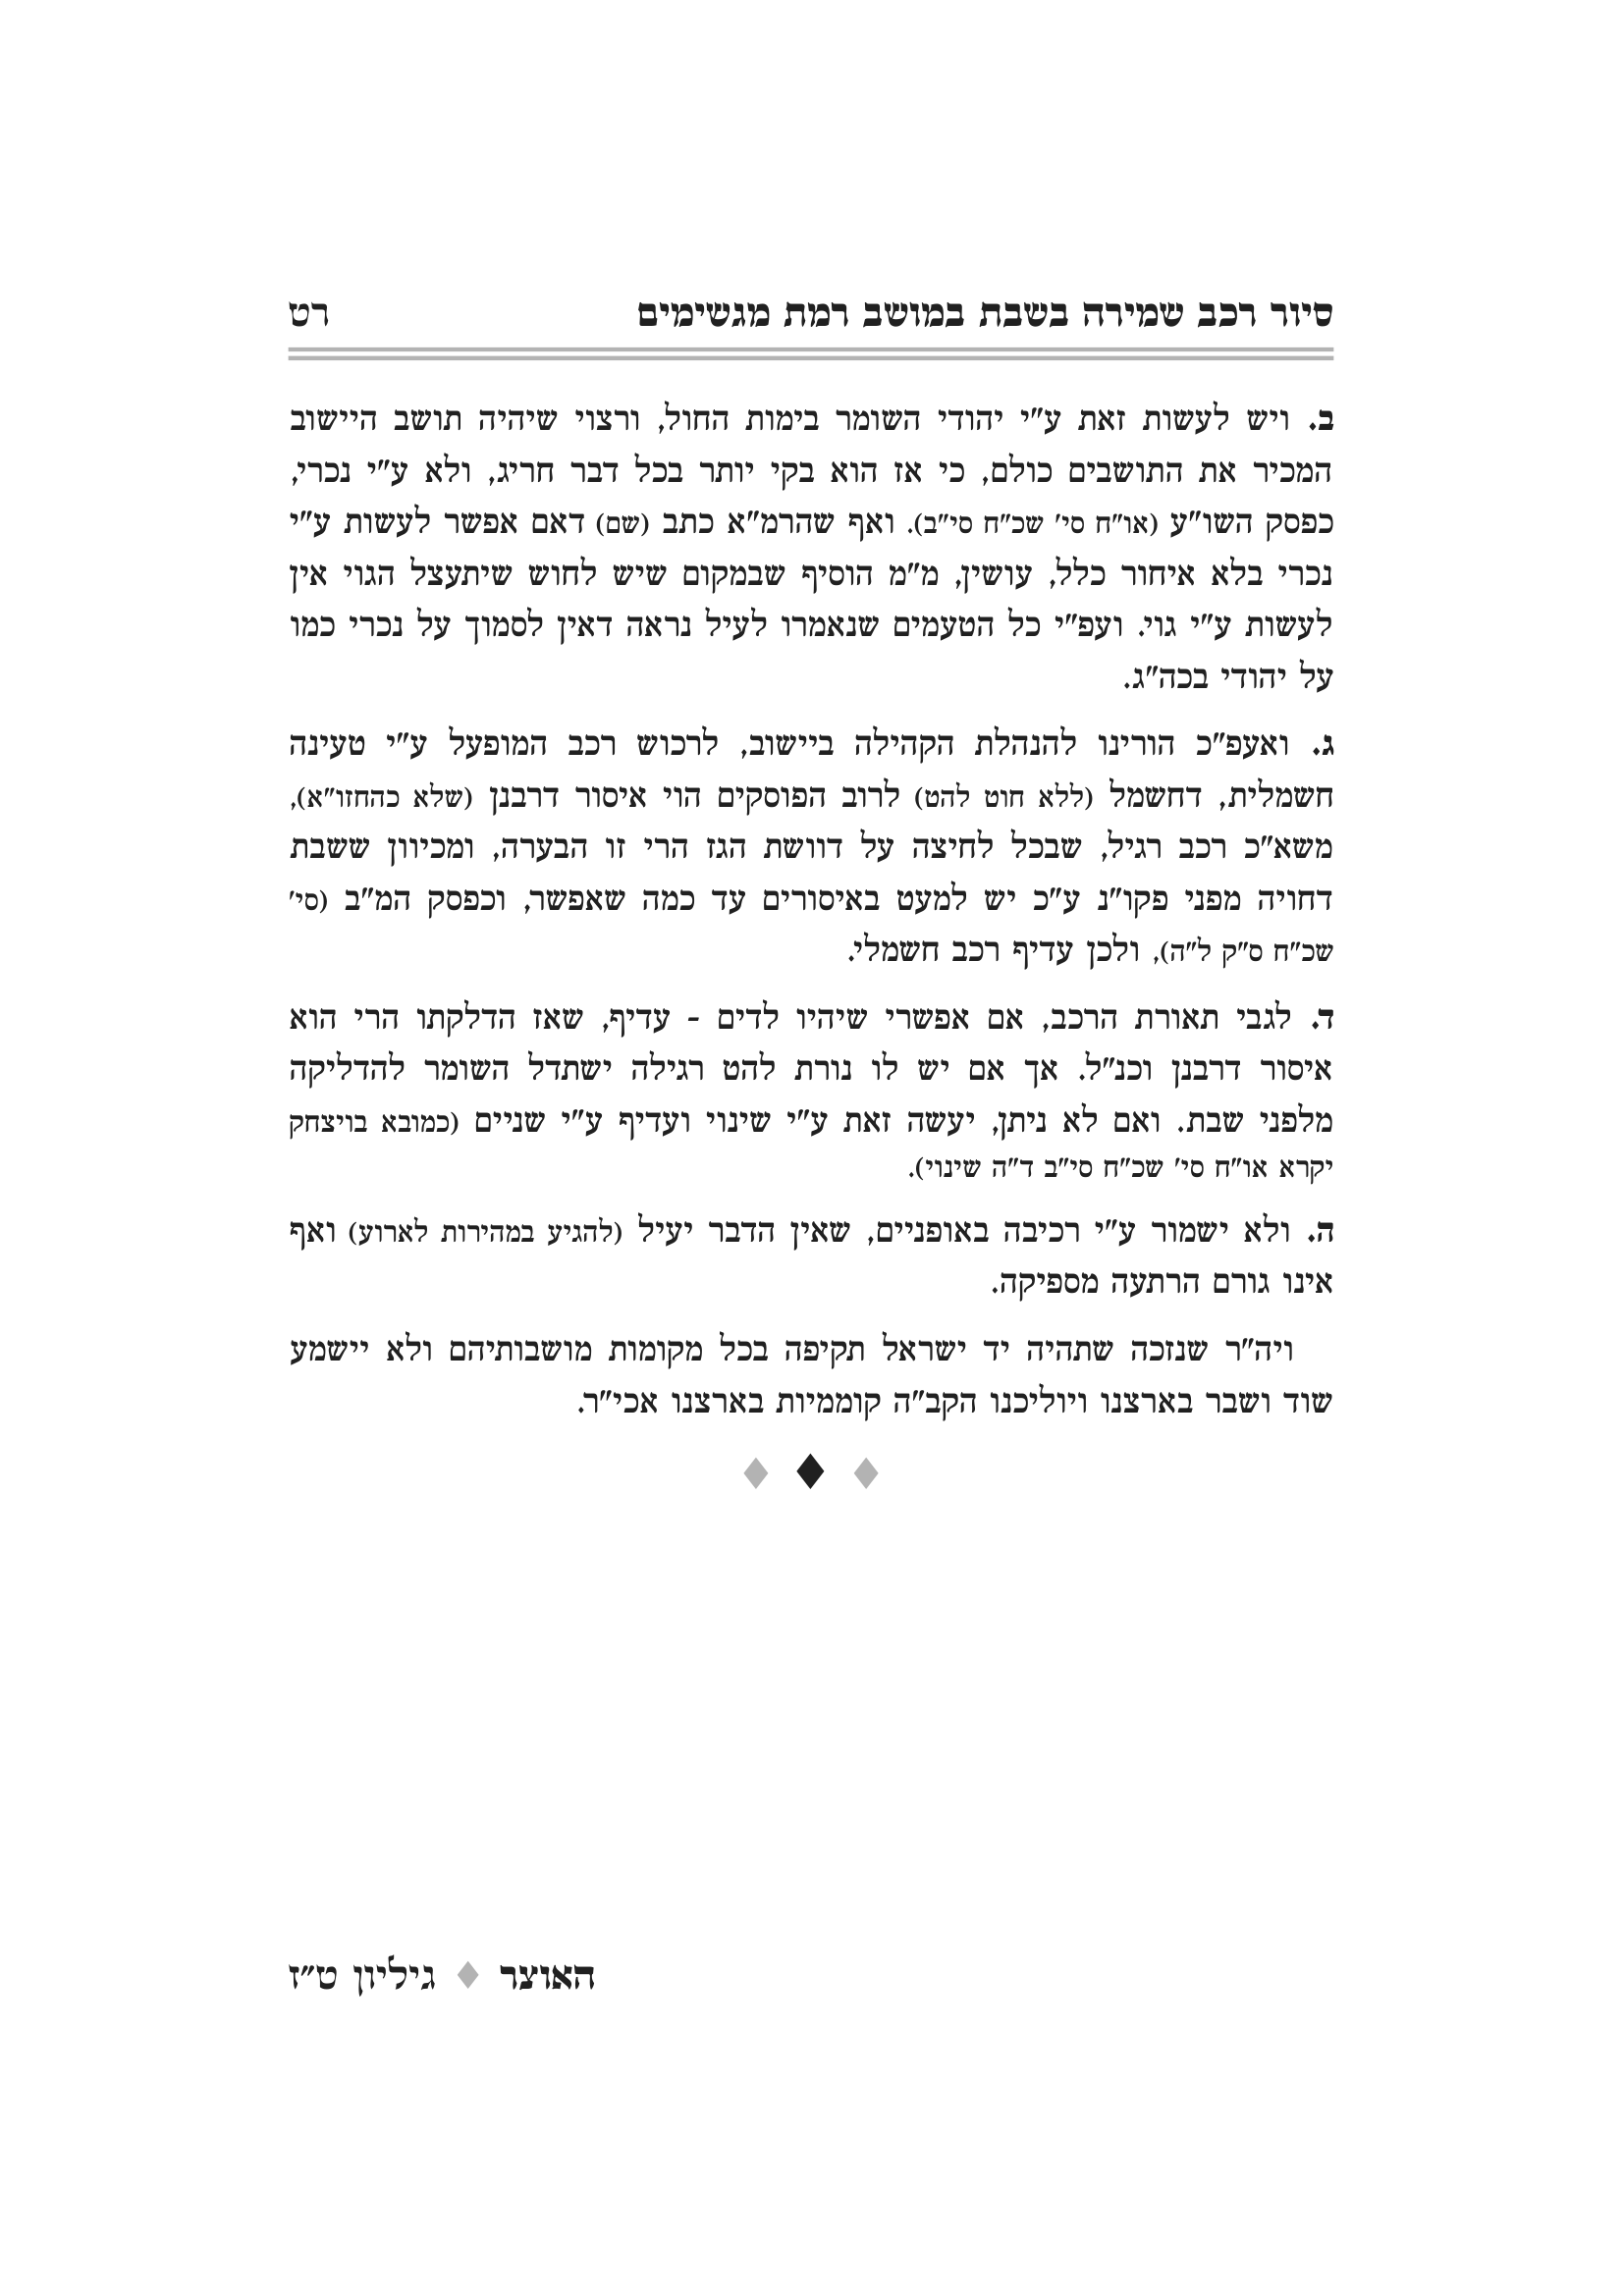 סיור רכב שמירה בשבת במושב רמת מגשימים רט
ב. ויש לעשות זאת ע"י יהודי השומר בימות החול, ורצוי שיהיה תושב היישוב
המכיר את התושבים כולם, כי אז הוא בקי יותר בכל דבר חריג, ולא ע"י נכרי,
כפסק השו"ע (או"ח סי' שכ"ח סי"ב). ואף שהרמ"א כתב (שם) דאם אפשר לעשות ע"י
נכרי בלא איחור כלל, עושין, מ"מ הוסיף שבמקום שיש לחוש שיתעצל הגוי אין
לעשות ע"י גוי. ועפ"י כל הטעמים שנאמרו לעיל נראה דאין לסמוך על נכרי כמו
על יהודי בכה"ג.
ג. ואעפ"כ הורינו להנהלת הקהילה ביישוב, לרכוש רכב המופעל ע"י טעינה
חשמלית, דחשמל (ללא חוט להט) לרוב הפוסקים הוי איסור דרבנן (שלא כהחזו"א),
משא"כ רכב רגיל, שבכל לחיצה על דוושת הגז הרי זו הבערה, ומכיוון ששבת
דחויה מפני פקו"נ ע"כ יש למעט באיסורים עד כמה שאפשר, וכפסק המ"ב (סי'
שכ"ח ס"ק ל"ה), ולכן עדיף רכב חשמלי.
ד. לגבי תאורת הרכב, אם אפשרי שיהיו לדים - עדיף, שאז הדלקתו הרי הוא
איסור דרבנן וכנ"ל. אך אם יש לו נורת להט רגילה ישתדל השומר להדליקה
מלפני שבת. ואם לא ניתן, יעשה זאת ע"י שינוי ועדיף ע"י שניים (כמובא בויצחק
יקרא או"ח סי' שכ"ח סי"ב ד"ה שינוי).
ה. ולא ישמור ע"י רכיבה באופניים, שאין הדבר יעיל (להגיע במהירות לארוע) ואף
אינו גורם הרתעה מספיקה.
ויה"ר שנזכה שתהיה יד ישראל תקיפה בכל מקומות מושבותיהם ולא יישמע
שוד ושבר בארצנו ויוליכנו הקב"ה קוממיות בארצנו אכי"ר.
האוצר ♦ גיליון ט"ז